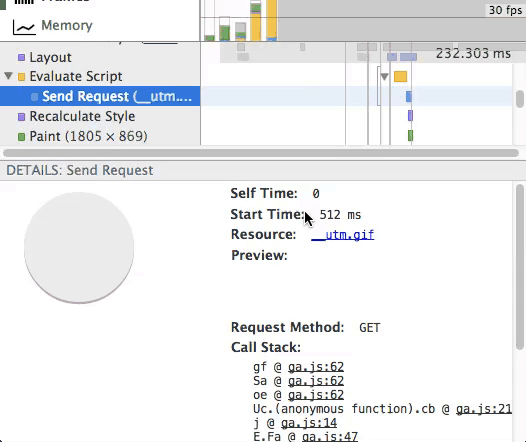 30 fps
Memory
232.303 ms
Layout
Evaluate Script
Send Request (__utm....
Recalculate Style
Paint (1805 × 869)
DETAILS: Send Request
Self Time: 0
Start Time: 512 ms
Resource: __utm.gif
Preview:
Request Method: GET
Call Stack:
gf @ ga.js:62
Sa @ ga.js:62
oe @ ga.js:62
Uc.(anonymous function).cb @ ga.js:21
j @ ga.js:14
E.Fa @ ga.js:47